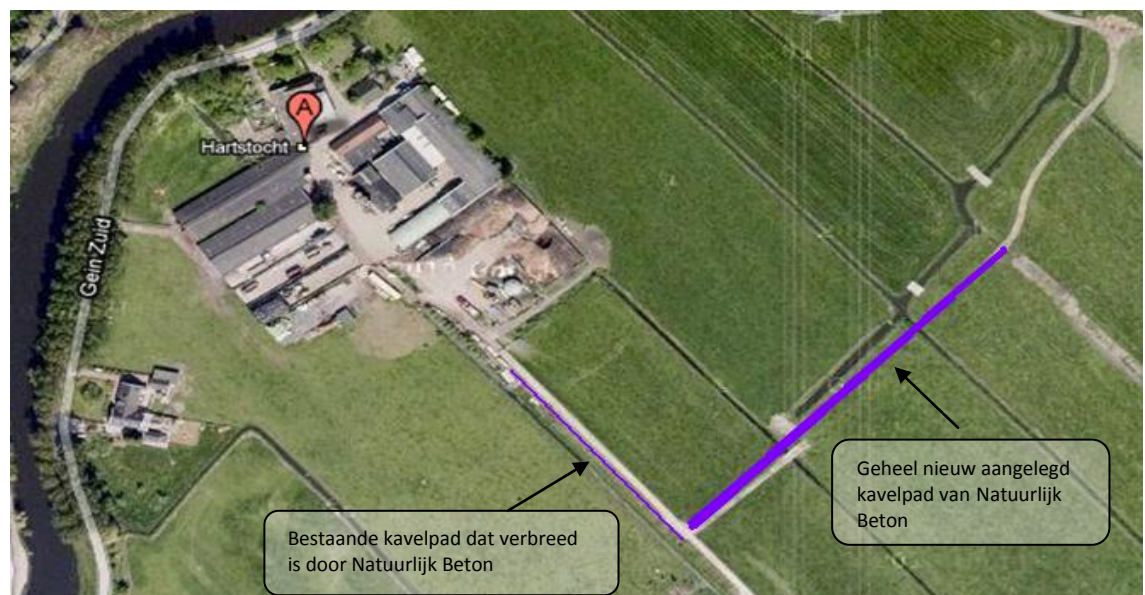 A
Hartstocht
Gein Zuid
Geheel nieuw aangelegd
kavelpad van Natuurlijk
Beton
Bestaande kavelpad dat verbreed
is door Natuurlijk Beton